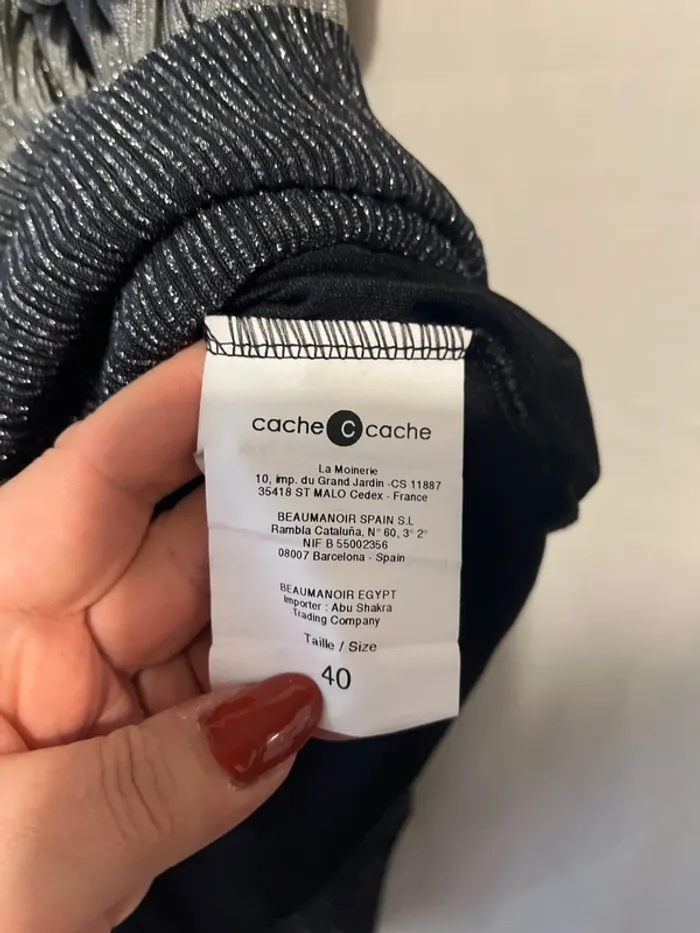 cache c cache
La Moinerie
10, imp. du Grand Jardin -CS 11887
35418 ST MALO Cedex - France
BEAUMANOIR SPAIN S.L
Rambla Cataluña, N° 60, 3° 2°
NIF B 55002356
08007 Barcelona - Spain
BEAUMANOIR EGYPT
Importer : Abu Shakra
Trading Company
Taille / Size
40